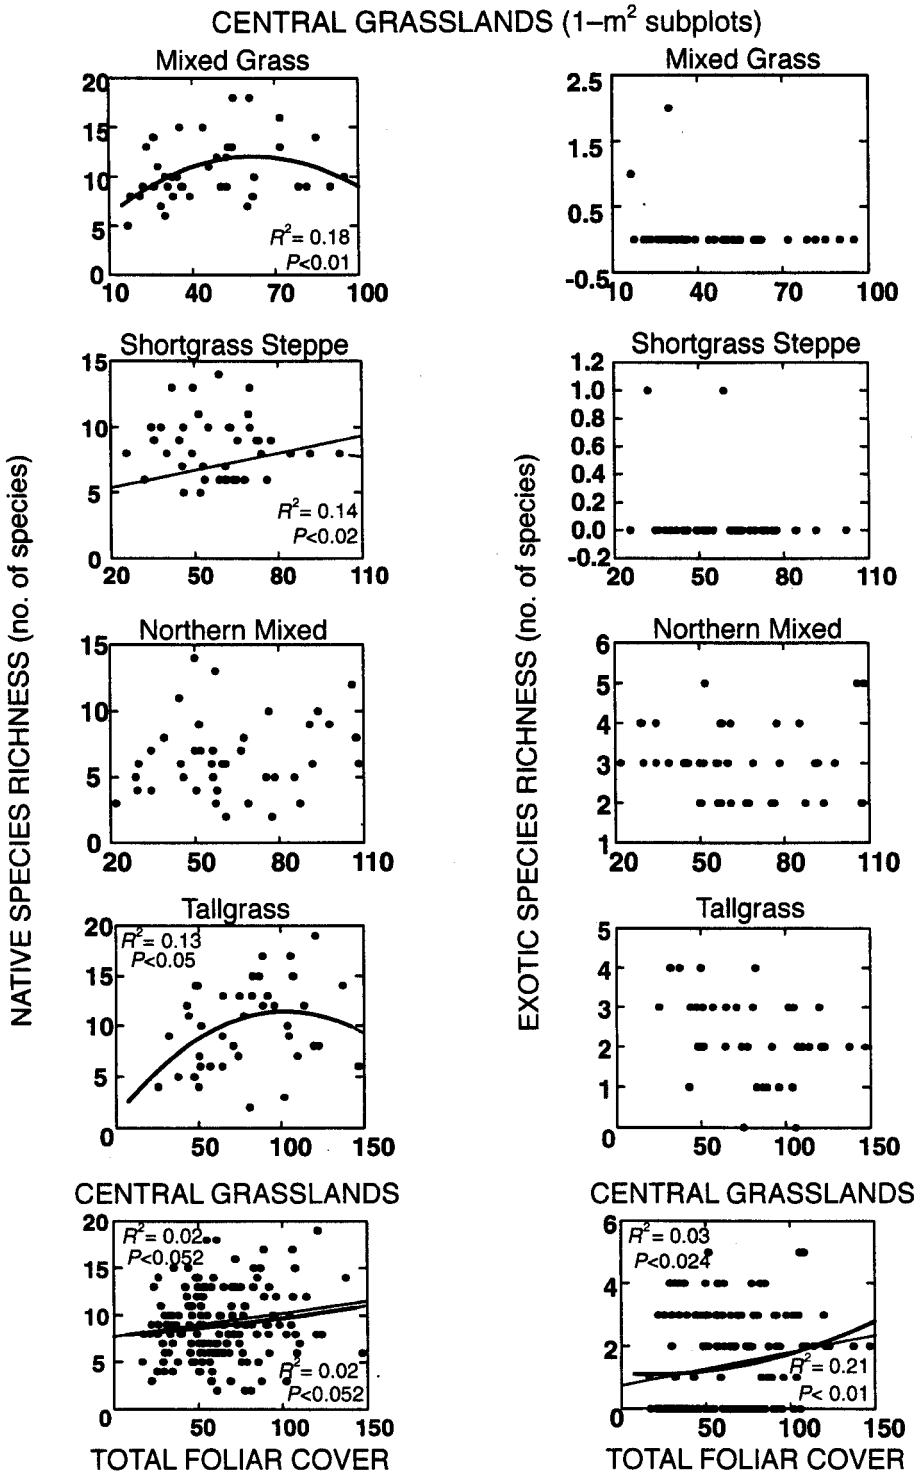 CENTRAL GRASSLANDS (1–m² subplots)
Mixed Grass
20
15
10
5
0
10 40 70 100
R²= 0.18
P<0.01
Mixed Grass
2.5
1.5
0.5
-0.5
10 40 70 100
Shortgrass Steppe
15
10
5
0
20 50 80 110
R²= 0.14
P<0.02
Shortgrass Steppe
1.2
1.0
0.8
0.6
0.4
0.2
0.0
-0.2
20 50 80 110
NATIVE SPECIES RICHNESS (no. of species)
EXOTIC SPECIES RICHNESS (no. of species)
Northern Mixed
15
10
5
0
20 50 80 110
Northern Mixed
6
5
4
3
2
1
20 50 80 110
Tallgrass
20
15
10
5
0
50 100 150
R²= 0.13
P<0.05
Tallgrass
5
4
3
2
1
0
50 100 150
CENTRAL GRASSLANDS
20
15
10
5
0
50 100 150
R²= 0.02
P<0.052
R²= 0.02
P<0.052
TOTAL FOLIAR COVER
CENTRAL GRASSLANDS
6
4
2
0
0 50 100 150
R²= 0.03
P<0.024
R²= 0.21
P< 0.01
TOTAL FOLIAR COVER